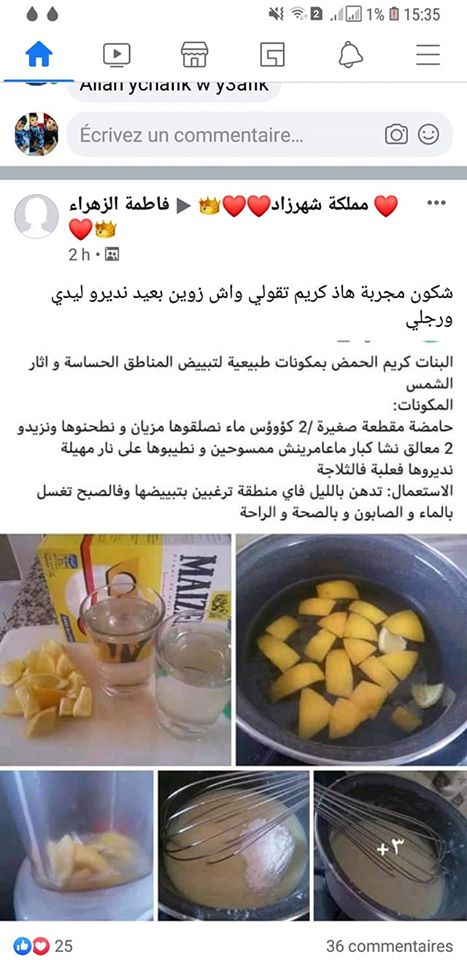 2 1% 15:35
Allah ychafik w y3afik
Écrivez un commentaire...
فاطمة الزهراء ▶ 👑❤️❤️مملكة شهرزاد ❤️
❤️👑
2 h
شكون مجربة هاذ كريم تقولي واش زوين بعيد نديرو ليدي
ورجلي
البنات كريم الحمض بمكونات طبيعية لتبييض المناطق الحساسة و اثار
الشمس
المكونات:
حامضة مقطعة صغيرة /2 كؤوؤس ماء نصلقوها مزيان و نطحنوها ونزيدو
2 معالق نشا كبار ماعامرينش ممسوحين و نطيبوها على نار مهيلة
نديروها فعلبة فالثلاجة
الاستعمال: تدهن بالليل فاي منطقة ترغبين بتبييضها وفالصبح تغسل
بالماء و الصابون و بالصحة و الراحة
MAIZ
+٣
25
36 commentaires